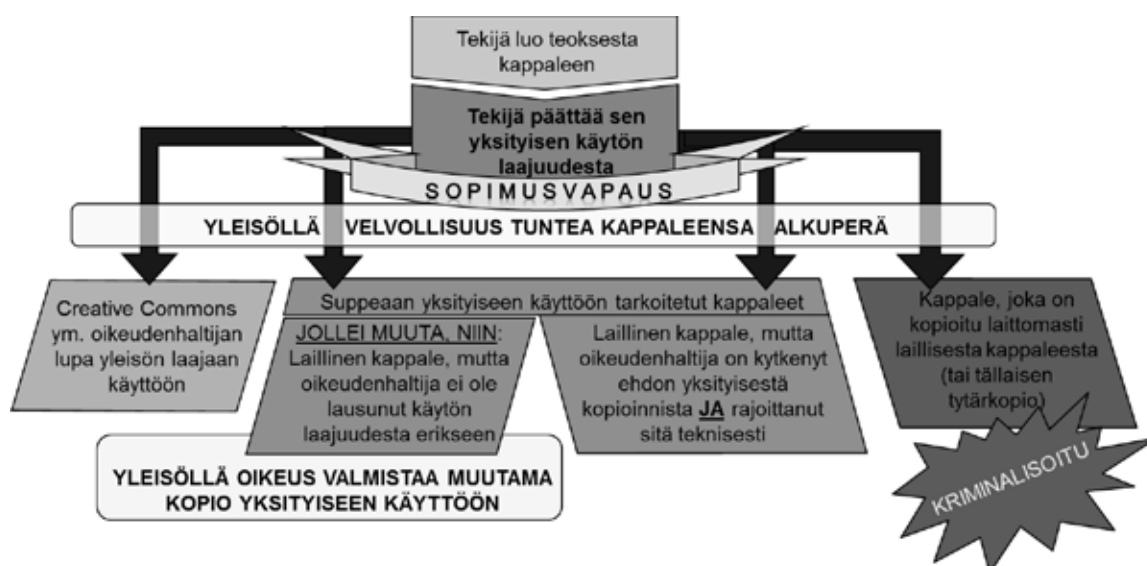 Tekijä luo teoksesta
kappaleen
Tekijä päättää sen
yksityisen käytön
laajuudesta
SOPIMUSVAPAUS
YLEISÖLLÄ VELVOLLISUUS TUNTEA KAPPALEENSA ALKUPERÄ
Creative Commons
ym. oikeudenhaltijan
lupa yleisön laajaan
käyttöön
Suppeaan yksityiseen käyttöön tarkoitetut kappaleet
JOLLEI MUUTA, NIIN:
Laillinen kappale, mutta
oikeudenhaltija ei ole
lausunut käytön
laajuudesta erikseen
Laillinen kappale, mutta
oikeudenhaltija on kytkenyt
ehdon yksityisestä
kopioinnista JA rajoittanut
sitä teknisesti
Kappale, joka on
kopioitu laittomasti
laillisesta kappaleesta
(tai tällaisen
tytärkopio)
YLEISÖLLÄ OIKEUS VALMISTAA MUUTAMA
KOPIO YKSITYISEEN KÄYTTÖÖN
KRIMINALISOITU